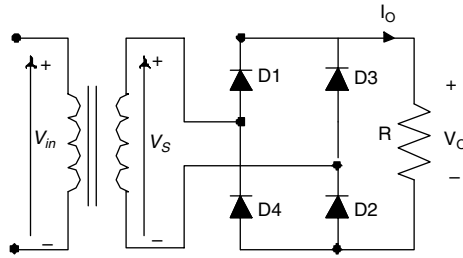 I_O
+
+
D1
D3
+
V_in
V_S
R
V_O
D4
D2
−
−
−